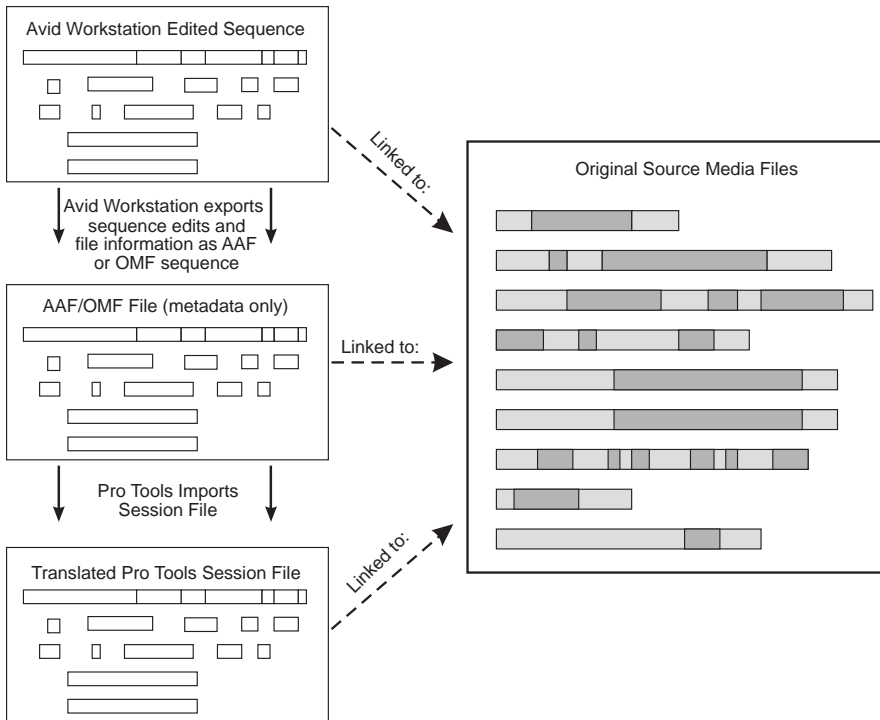 Avid Workstation Edited Sequence
Linked to:
Original Source Media Files
Avid Workstation exports
sequence edits and
file information as AAF
or OMF sequence
AAF/OMF File (metadata only)
Linked to:
Pro Tools Imports
Session File
Linked to:
Translated Pro Tools Session File